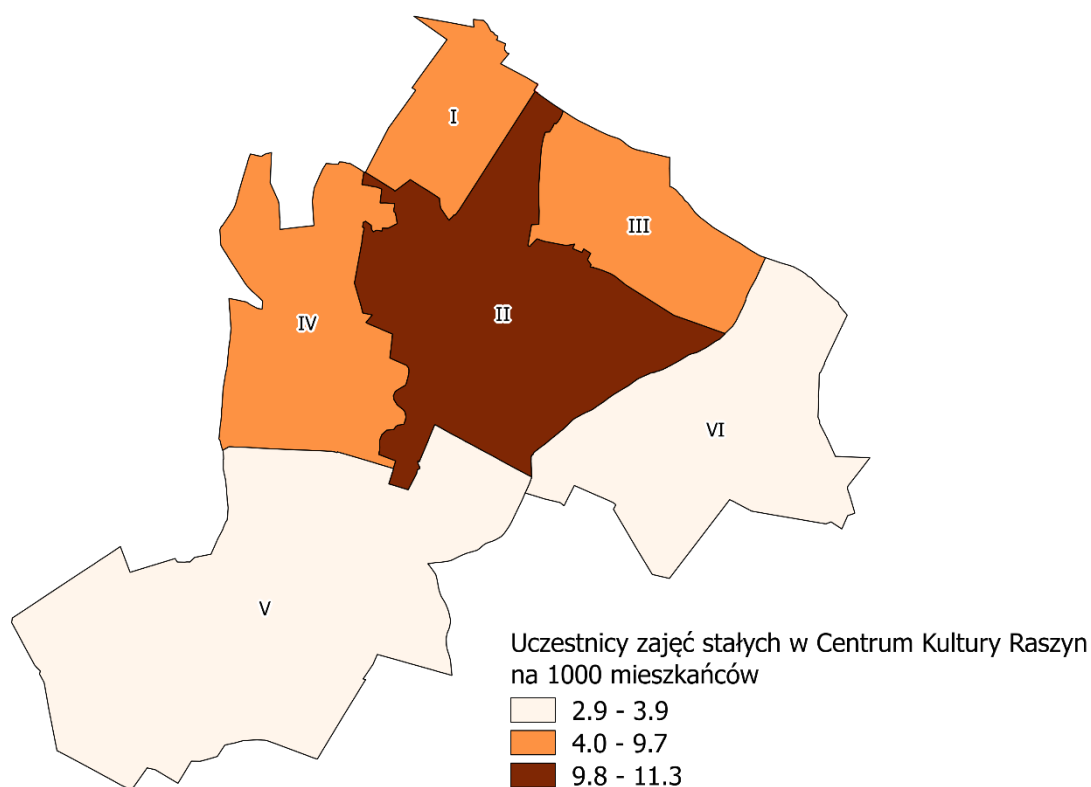 I
III
II
IV
VI
V
Uczestnicy zajęć stałych w Centrum Kultury Raszyn
na 1000 mieszkańców
2.9 - 3.9
4.0 - 9.7
9.8 - 11.3